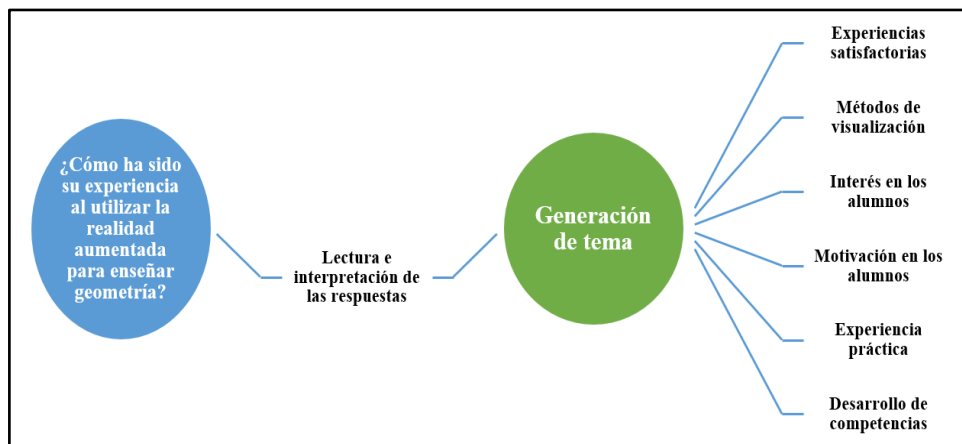 ¿Cómo ha sido
su experiencia
al utilizar la
realidad
aumentada
para enseñar
geometría?
Lectura e
interpretación de
las respuestas
Generación
de tema
Experiencias
satisfactorias
Métodos de
visualización
Interés en los
alumnos
Motivación en los
alumnos
Experiencia
práctica
Desarrollo de
competencias